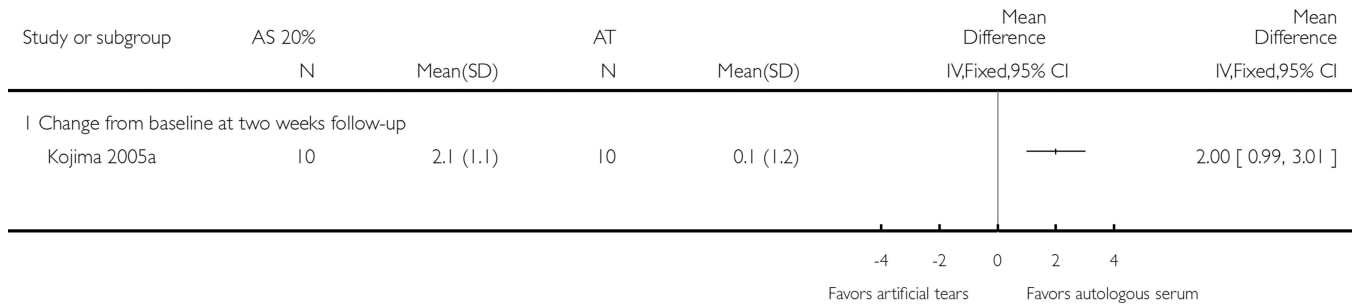 Mean Mean
Study or subgroup AS 20% AT Difference Difference
N Mean(SD) N Mean(SD) IV,Fixed,95% CI IV,Fixed,95% CI
1 Change from baseline at two weeks follow-up
Kojima 2005a 10 2.1 (1.1) 10 0.1 (1.2) 2.00 [ 0.99, 3.01 ]
-4 -2 0 2 4
Favors artificial tears Favors autologous serum